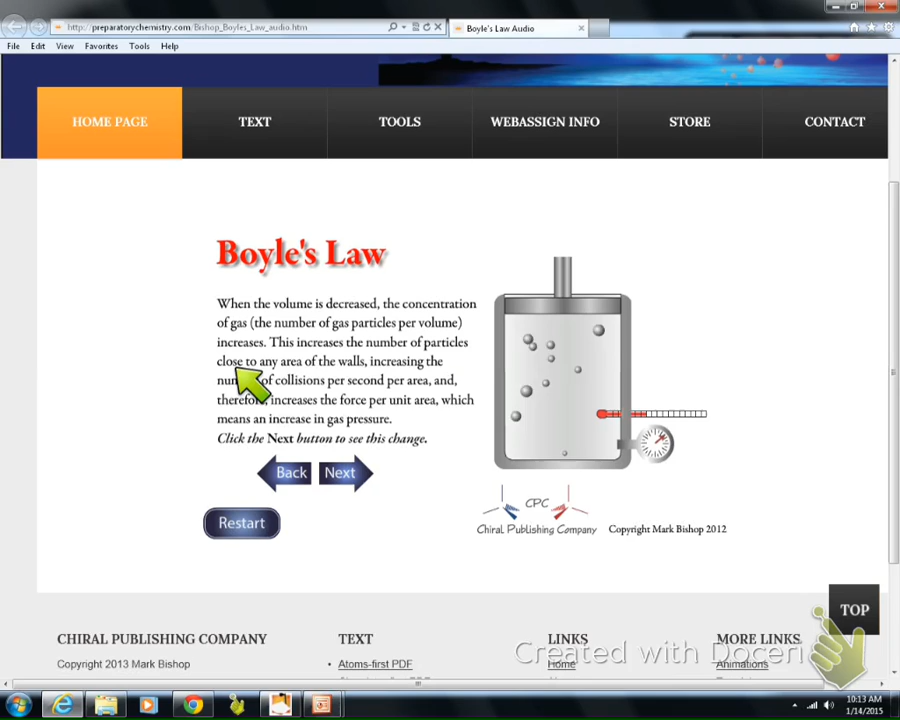 http://preparatorychemistry.com/Bishop_Boyles_Law_audio.htm
Boyle's Law Audio
File Edit View Favorites Tools Help
HOME PAGE TEXT TOOLS WEBASSIGN INFO STORE CONTACT
Boyle's Law
When the volume is decreased, the concentration
of gas (the number of gas particles per volume)
increases. This increases the number of particles
close to any area of the walls, increasing the
of collisions per second per area, and,
increases the force per unit area, which
means an increase in gas pressure.
Click the Next button to see this change.
Back Next
Restart
CPC
Chiral Publishing Company
Copyright Mark Bishop 2012
TOP
CHIRAL PUBLISHING COMPANY TEXT LINKS MORE LINKS
Copyright 2013 Mark Bishop • Atoms-first PDF Home Animations
Created with Doceri
10:13 AM
1/14/2015